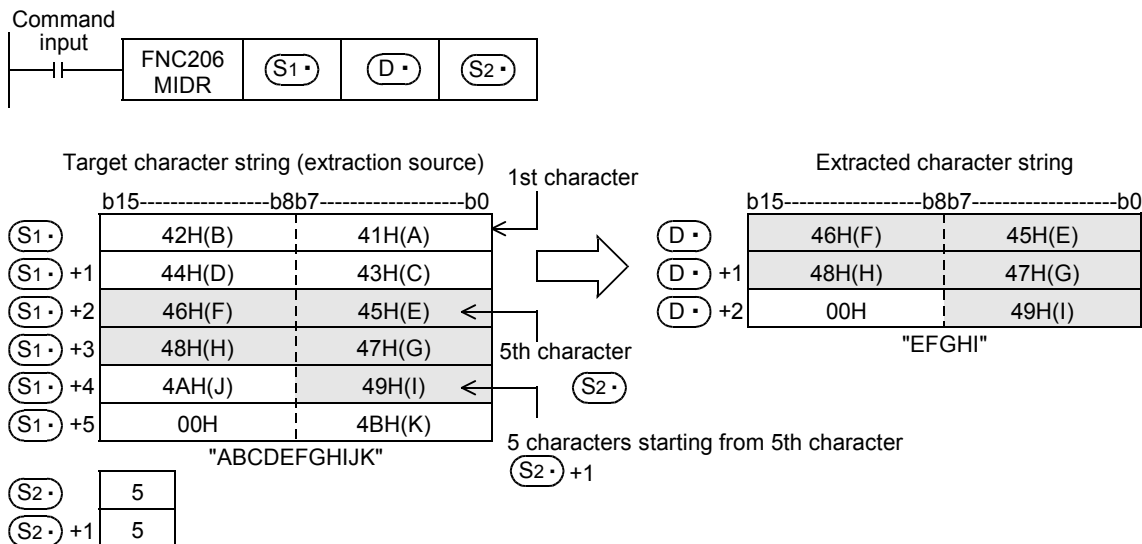 Command
input
FNC206
MIDR
S1・ D・ S2・
Target character string (extraction source)
1st character
Extracted character string
b15-----------------b8b7-------------------b0
b15------------------b8b7-------------------b0
S1・ 42H(B) 41H(A)
S1・ +1 44H(D) 43H(C)
S1・ +2 46H(F) 45H(E)
S1・ +3 48H(H) 47H(G)
S1・ +4 4AH(J) 49H(I)
S1・ +5 00H 4BH(K)
"ABCDEFGHIJK"
5th character
S2・
5 characters starting from 5th character
S2・ +1
D・ 46H(F) 45H(E)
D・ +1 48H(H) 47H(G)
D・ +2 00H 49H(I)
"EFGHI"
S2・ 5
S2・ +1 5